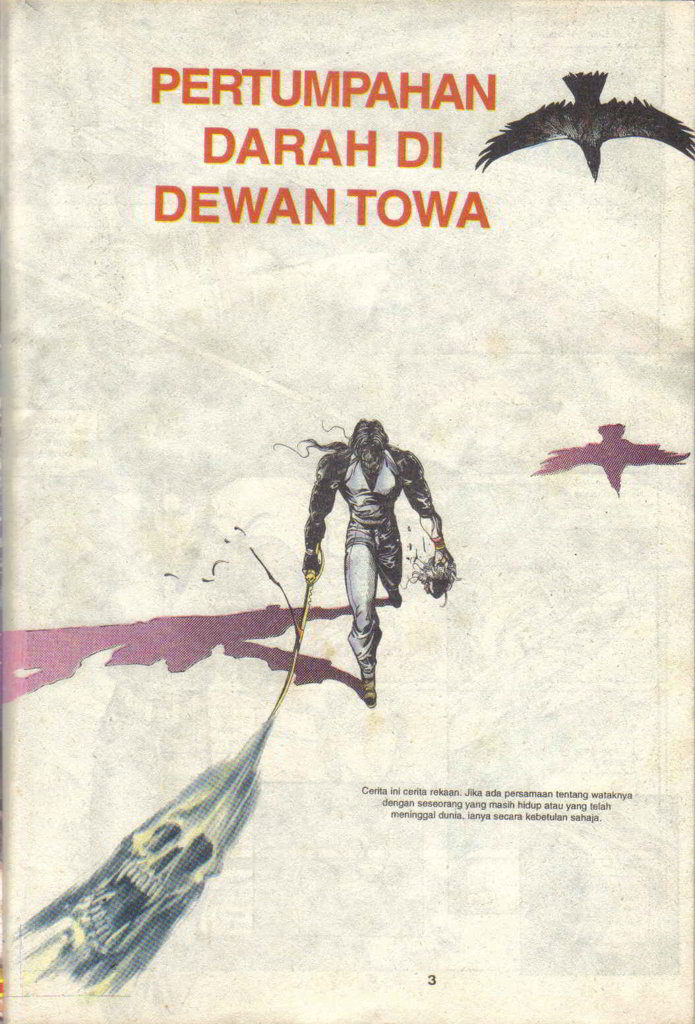 PERTUMPAHAN
DARAH DI
DEWAN TOWA
Cerita ini cerita rekaan. Jika ada persamaan tentang wataknya
dengan seseorang yang masih hidup atau yang telah
meninggal dunia, ianya secara kebetulan sahaja.
3